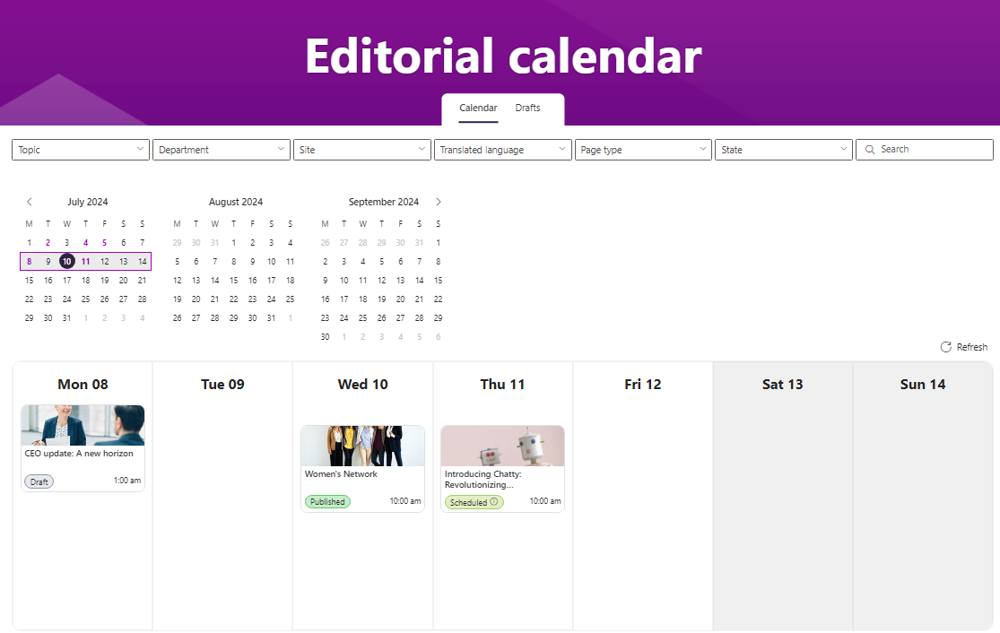 Editorial calendar
Calendar Drafts
Topic Department Site Translated language Page type State Search
July 2024 August 2024 September 2024
M T W T F S S M T W T F S S M T W T F S S
1 2 3 4 5 6 7 29 30 31 1 2 3 4 26 27 28 29 30 31 1
8 9 10 11 12 13 14 5 6 7 8 9 10 11 2 3 4 5 6 7 8
15 16 17 18 19 20 21 12 13 14 15 16 17 18 9 10 11 12 13 14 15
22 23 24 25 26 27 28 19 20 21 22 23 24 25 16 17 18 19 20 21 22
29 30 31 1 2 3 4 26 27 28 29 30 31 1 23 24 25 26 27 28 29
30 1 2 3 4 5 6
Refresh
Mon 08 Tue 09 Wed 10 Thu 11 Fri 12 Sat 13 Sun 14
CEO update: A new horizon
Draft 1:00 am
Women's Network
Published 10:00 am
Introducing Chatty:
Revolutionizing...
Scheduled 10:00 am